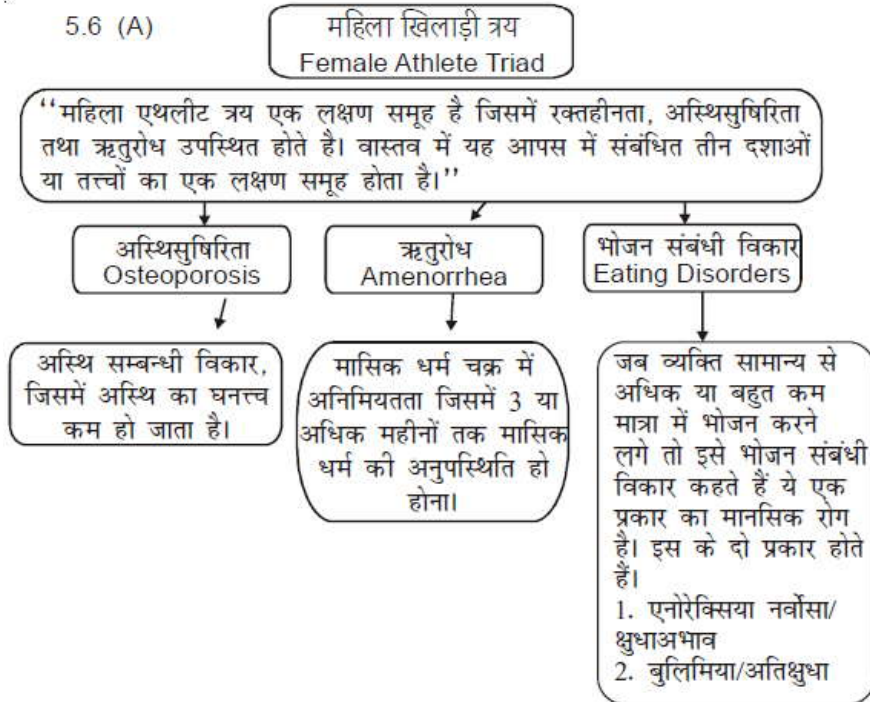 5.6 (A)
महिला खिलाड़ी त्रय
Female Athlete Triad
‘‘महिला एथलीट त्रय एक लक्षण समूह है जिसमें रक्तहीनता, अस्थिसुषिरिता
तथा ऋतुरोध उपस्थित होते है। वास्तव में यह आपस में संबंधित तीन दशाओं
या तत्त्वों का एक लक्षण समूह होता है।’’
अस्थिसुषिरिता
Osteoporosis
ऋतुरोध
Amenorrhea
भोजन संबंधी विकार
Eating Disorders
अस्थि सम्बन्धी विकार,
जिसमें अस्थि का घनत्त्व
कम हो जाता है।
मासिक धर्म चक्र में
अनिमियतता जिसमें 3 या
अधिक महीनों तक मासिक
धर्म की अनुपस्थिति हो
होना।
जब व्यक्ति सामान्य से
अधिक या बहुत कम
मात्रा में भोजन करने
लगे तो इसे भोजन संबंधी
विकार कहते हैं ये एक
प्रकार का मानसिक रोग
है। इस के दो प्रकार होते
हैं।
1. एनोरेक्सिया नर्वोसा/
क्षुधाअभाव
2. बुलिमिया/अतिक्षुधा